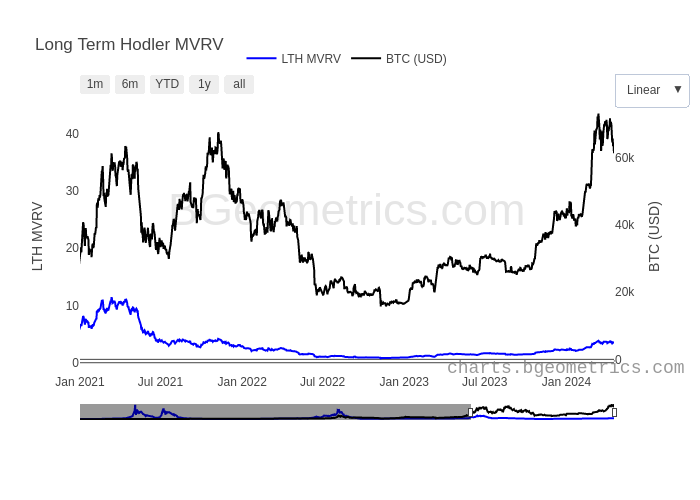 Long Term Hodler MVRV
LTH MVRV BTC (USD)
1m 6m YTD 1y all
Linear ▼
BGeometrics.com
LTH MVRV
40
30
20
10
0
BTC (USD)
60k
40k
20k
0
charts.bgeometrics.com
Jan 2021 Jul 2021 Jan 2022 Jul 2022 Jan 2023 Jul 2023 Jan 2024